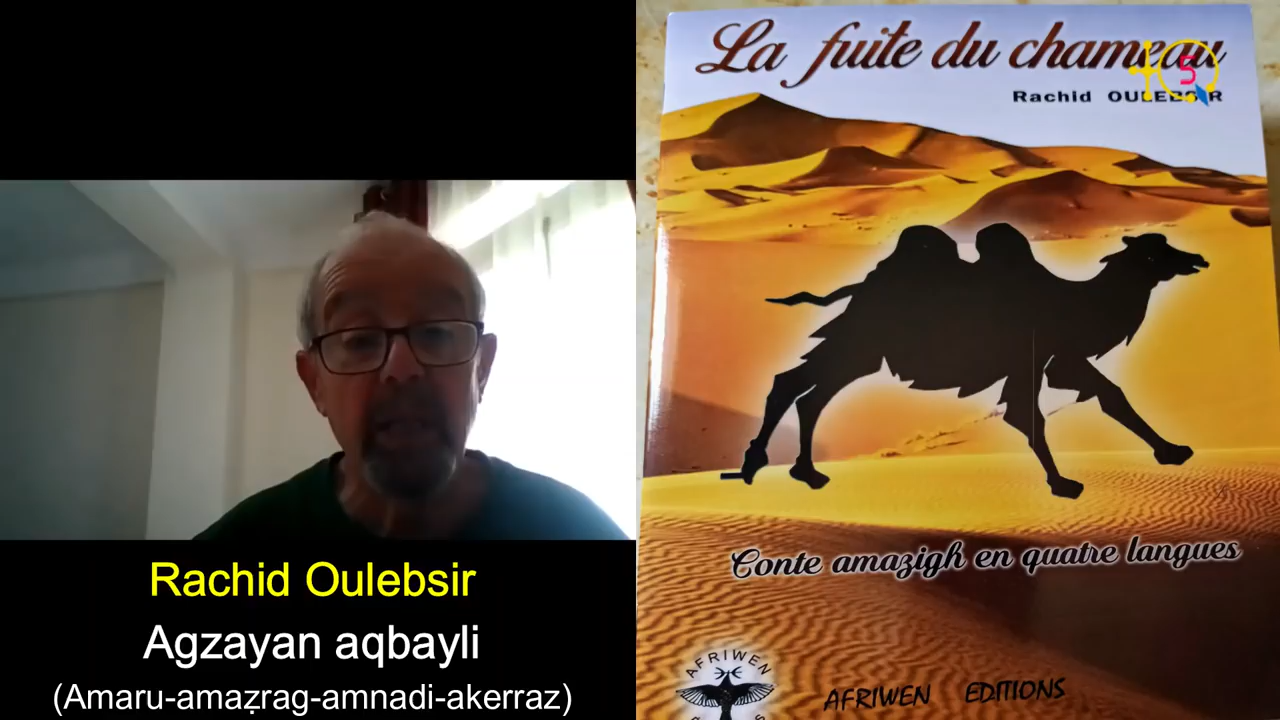 Rachid Oulebsir
Agzayan aqbayli
(Amaru-amaẓrag-amnadi-akerraz)
La fuite du chameau
5
Rachid OULEBSIR
Conte amazigh en quatre langues
AFRIWEN
AFRIWEN EDITIONS